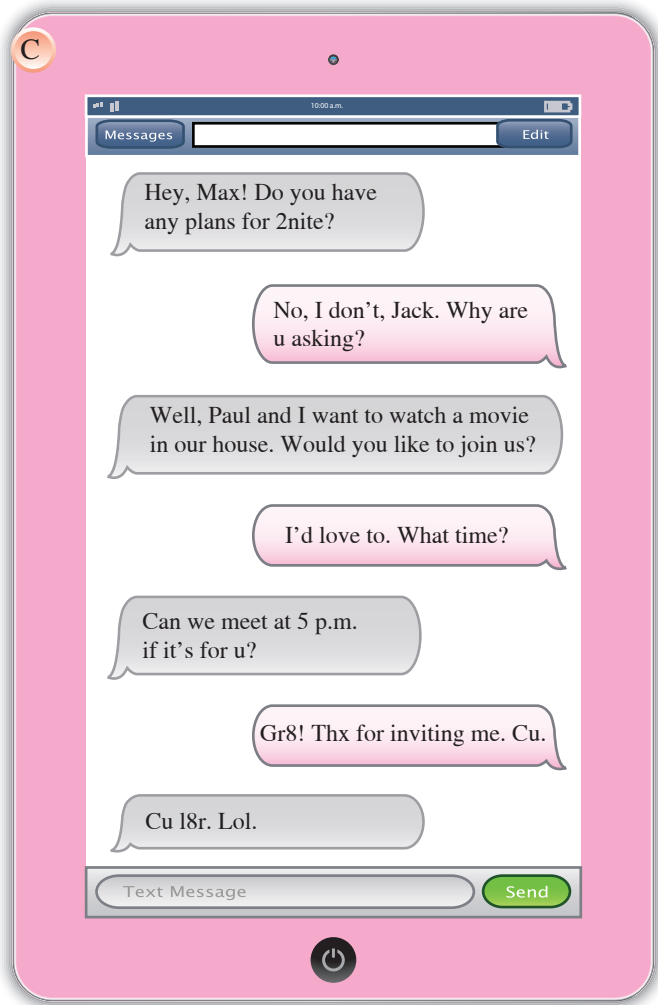 C
10:00 a.m.
Messages
Edit
Hey, Max! Do you have
any plans for 2nite?
No, I don't, Jack. Why are
u asking?
Well, Paul and I want to watch a movie
in our house. Would you like to join us?
I'd love to. What time?
Can we meet at 5 p.m.
if it's for u?
Gr8! Thx for inviting me. Cu.
Cu l8r. Lol.
Text Message
Send